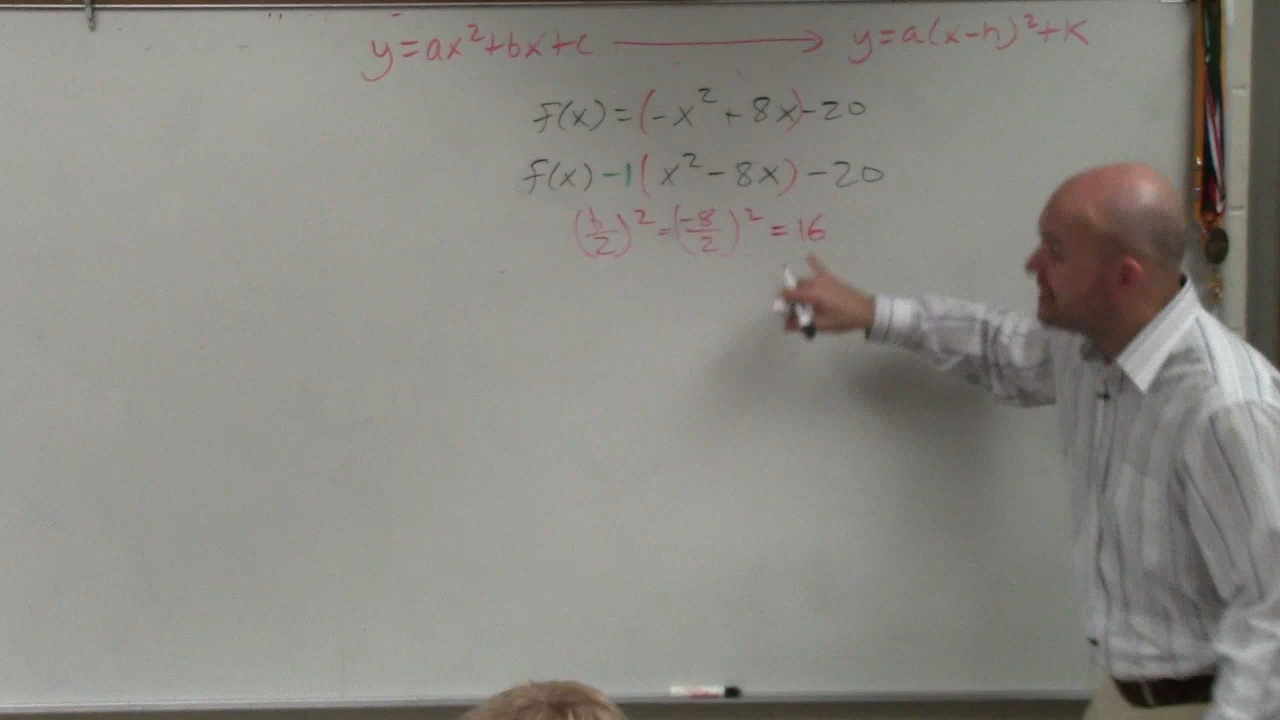 y=ax²+bx+c ⟶ y=a(x-h)²+K
f(x)=(-x²+8x)-20
f(x)-1(x²-8x)-20
(b/2)²=(-8/2)²=16